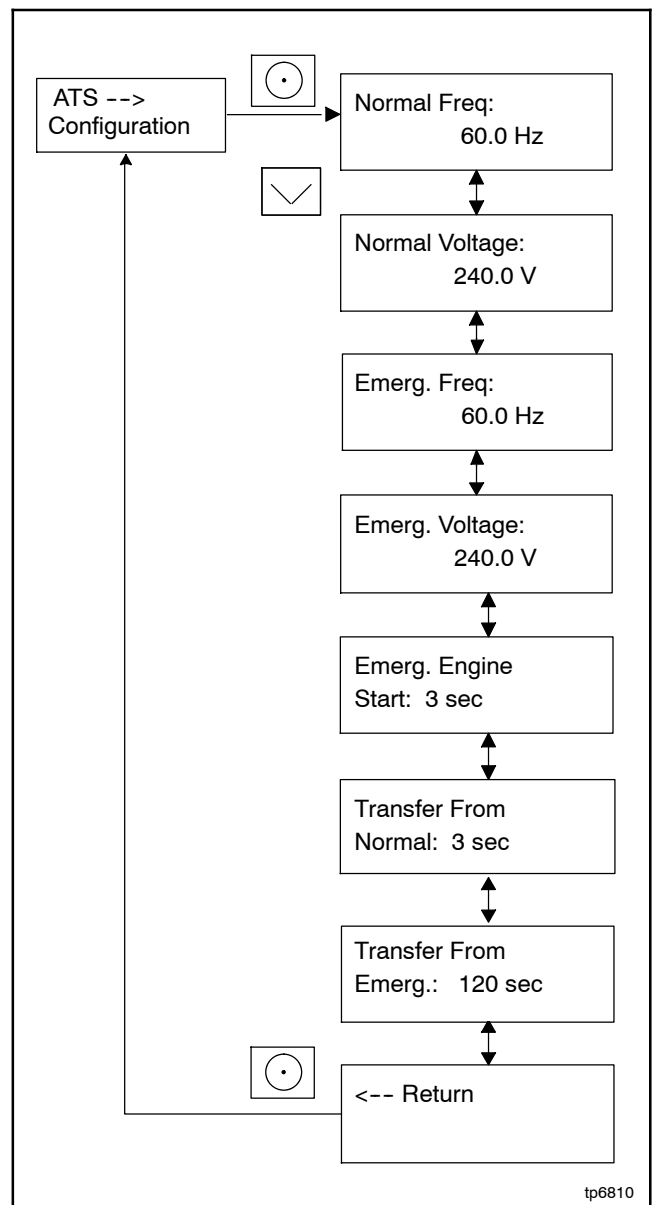 ATS -->
Configuration
Normal Freq:
60.0 Hz
Normal Voltage:
240.0 V
Emerg. Freq:
60.0 Hz
Emerg. Voltage:
240.0 V
Emerg. Engine
Start: 3 sec
Transfer From
Normal: 3 sec
Transfer From
Emerg.: 120 sec
<-- Return
tp6810